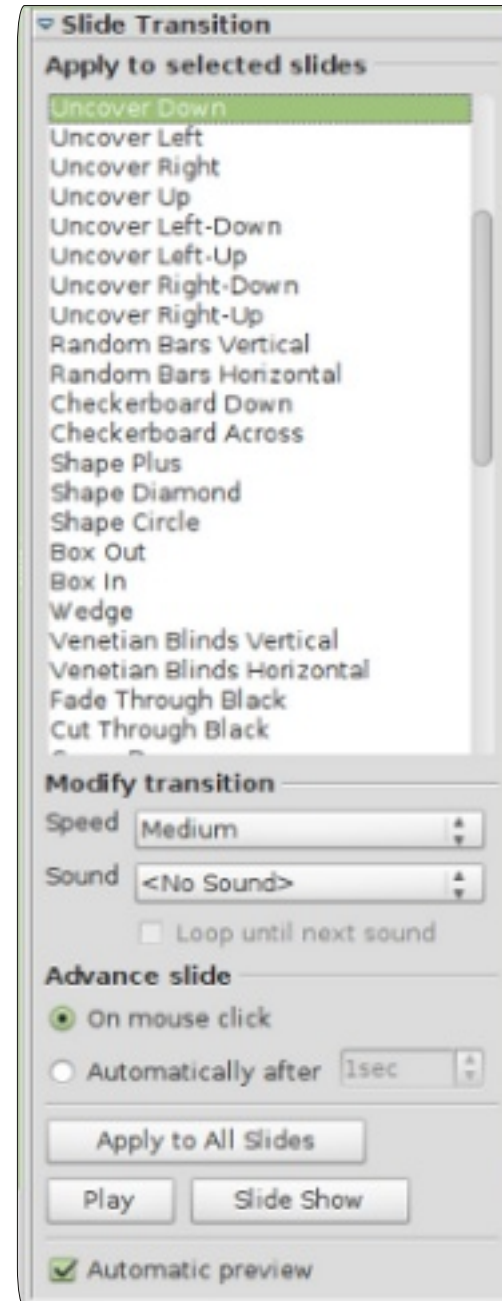 Slide Transition
Apply to selected slides
Uncover Down
Uncover Left
Uncover Right
Uncover Up
Uncover Left-Down
Uncover Left-Up
Uncover Right-Down
Uncover Right-Up
Random Bars Vertical
Random Bars Horizontal
Checkerboard Down
Checkerboard Across
Shape Plus
Shape Diamond
Shape Circle
Box Out
Box In
Wedge
Venetian Blinds Vertical
Venetian Blinds Horizontal
Fade Through Black
Cut Through Black
Modify transition
Speed Medium
Sound <No Sound>
Loop until next sound
Advance slide
On mouse click
Automatically after 1sec
Apply to All Slides
Play Slide Show
Automatic preview